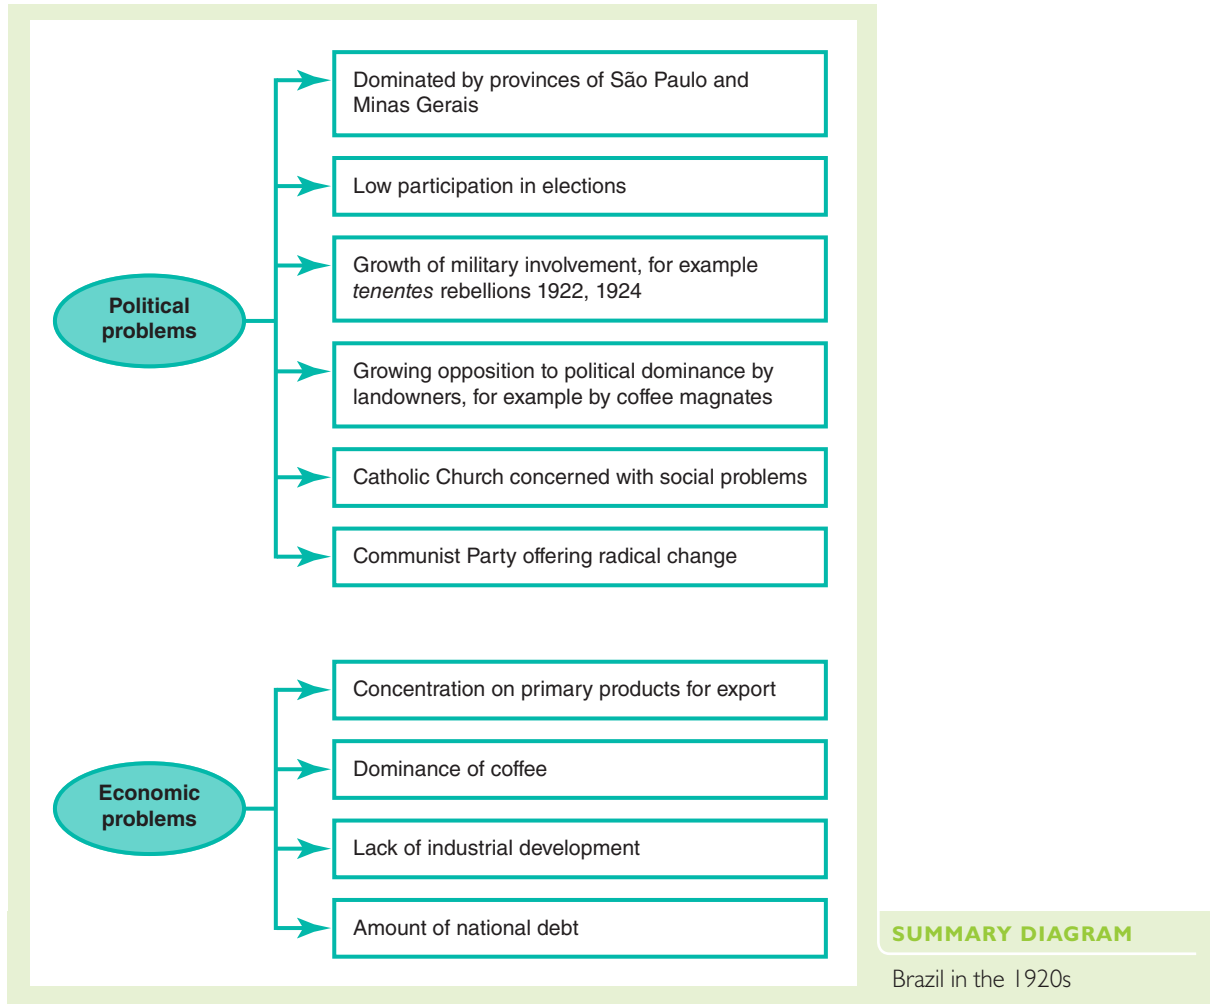 Political
problems
Dominated by provinces of São Paulo and
Minas Gerais
Low participation in elections
Growth of military involvement, for example
tenentes rebellions 1922, 1924
Growing opposition to political dominance by
landowners, for example by coffee magnates
Catholic Church concerned with social problems
Communist Party offering radical change
Economic
problems
Concentration on primary products for export
Dominance of coffee
Lack of industrial development
Amount of national debt
SUMMARY DIAGRAM
Brazil in the 1920s